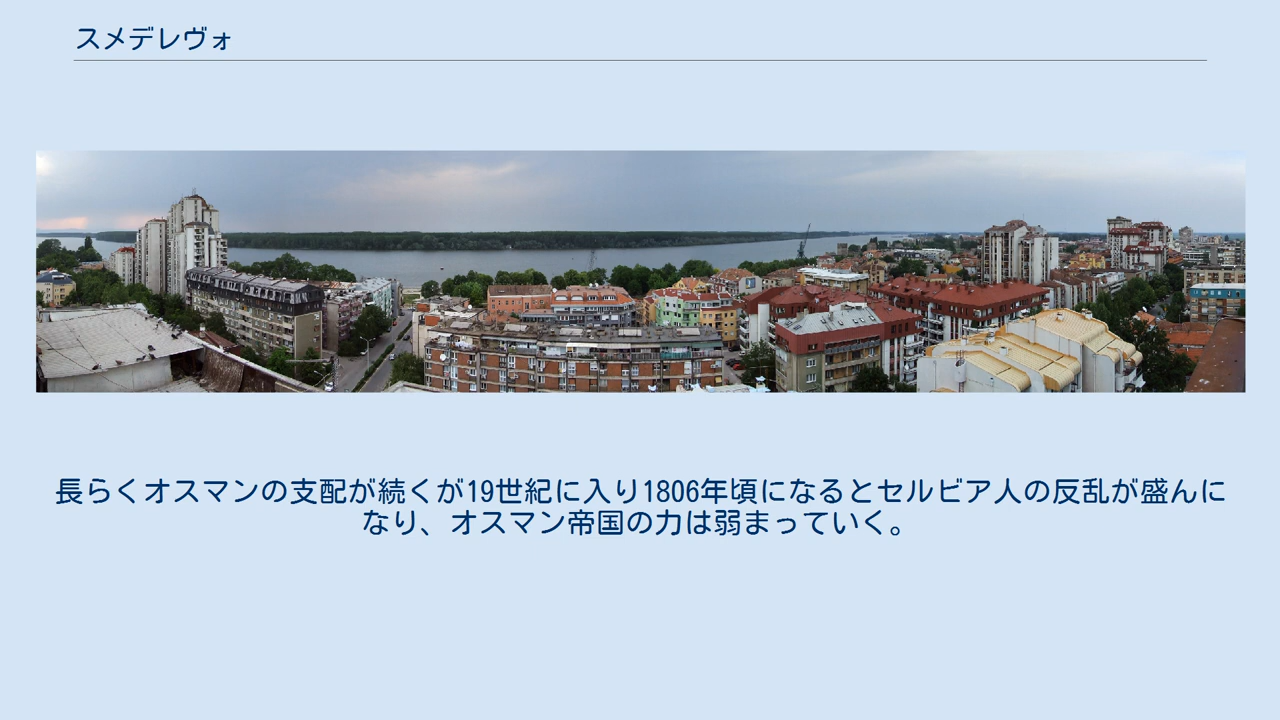 スメデレヴォ
長らくオスマンの支配が続くが19世紀に入り1806年頃になるとセルビア人の反乱が盛んに
なり、オスマン帝国の力は弱まっていく。